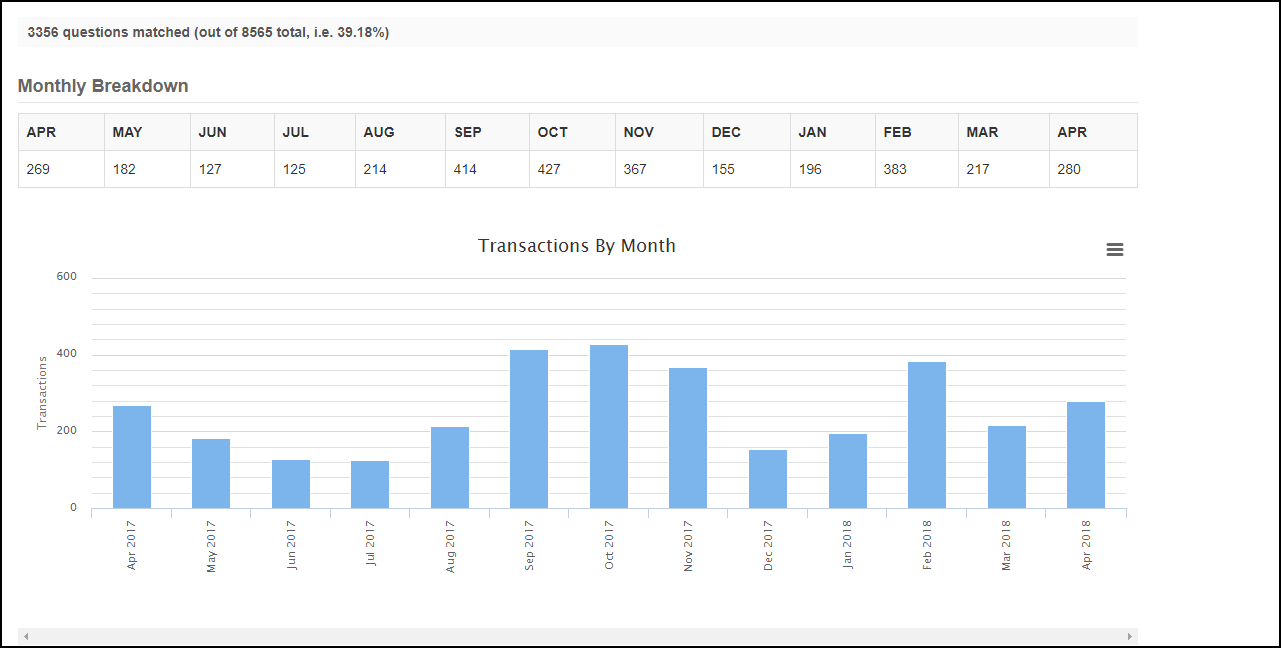 3356 questions matched (out of 8565 total, i.e. 39.18%)
Monthly Breakdown
APR MAY JUN JUL AUG SEP OCT NOV DEC JAN FEB MAR APR
269 182 127 125 214 414 427 367 155 196 383 217 280
Transactions By Month
600
400
200
0
Transactions
Apr 2017 May 2017 Jun 2017 Jul 2017 Aug 2017 Sep 2017 Oct 2017 Nov 2017 Dec 2017 Jan 2018 Feb 2018 Mar 2018 Apr 2018